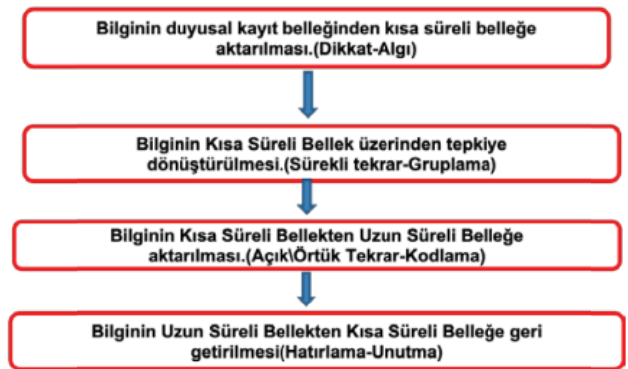 Bilginin duyusal kayıt belleğinden kısa süreli belleğe
aktarılması.(Dikkat-Algı)
Bilginin Kısa Süreli Bellek üzerinden tepkiye
dönüştürülmesi.(Sürekli tekrar-Gruplama)
Bilginin Kısa Süreli Bellekten Uzun Süreli Belleğe
aktarılması.(Açık\Örtük Tekrar-Kodlama)
Bilginin Uzun Süreli Bellekten Kısa Süreli Belleğe geri
getirilmesi(Hatırlama-Unutma)